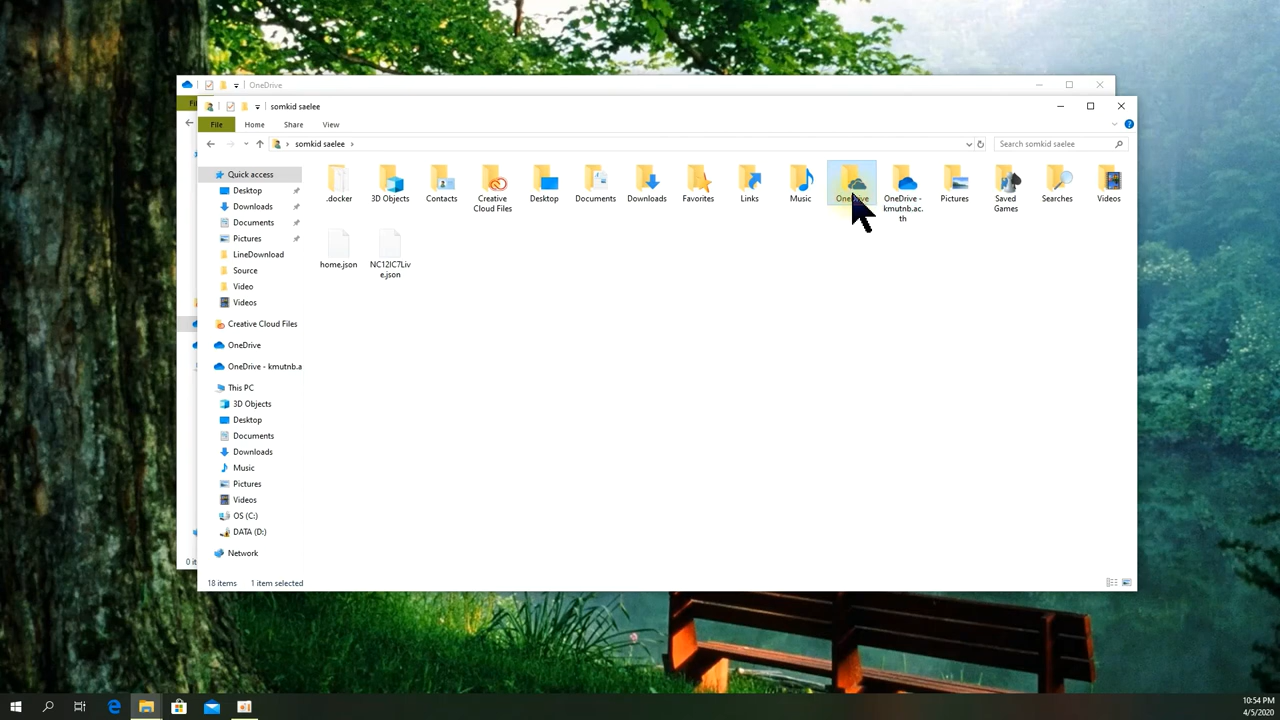 OneDrive
somkid saelee
File
Home
Share
View
somkid saelee
Search somkid saelee
Quick access
Desktop
Downloads
Documents
Pictures
LineDownload
Source
Video
Videos
Creative Cloud Files
OneDrive
OneDrive - kmutnb.a
This PC
3D Objects
Desktop
Documents
Downloads
Music
Pictures
Videos
OS (C:)
DATA (D:)
Network
.docker
3D Objects
Contacts
Creative
Cloud Files
Desktop
Documents
Downloads
Favorites
Links
Music
OneDrive
OneDrive -
kmutnb.ac.
th
Pictures
Saved
Games
Searches
Videos
home.json
NC12IC7Liv
e.json
18 items
1 item selected
10:54 PM
4/5/2020